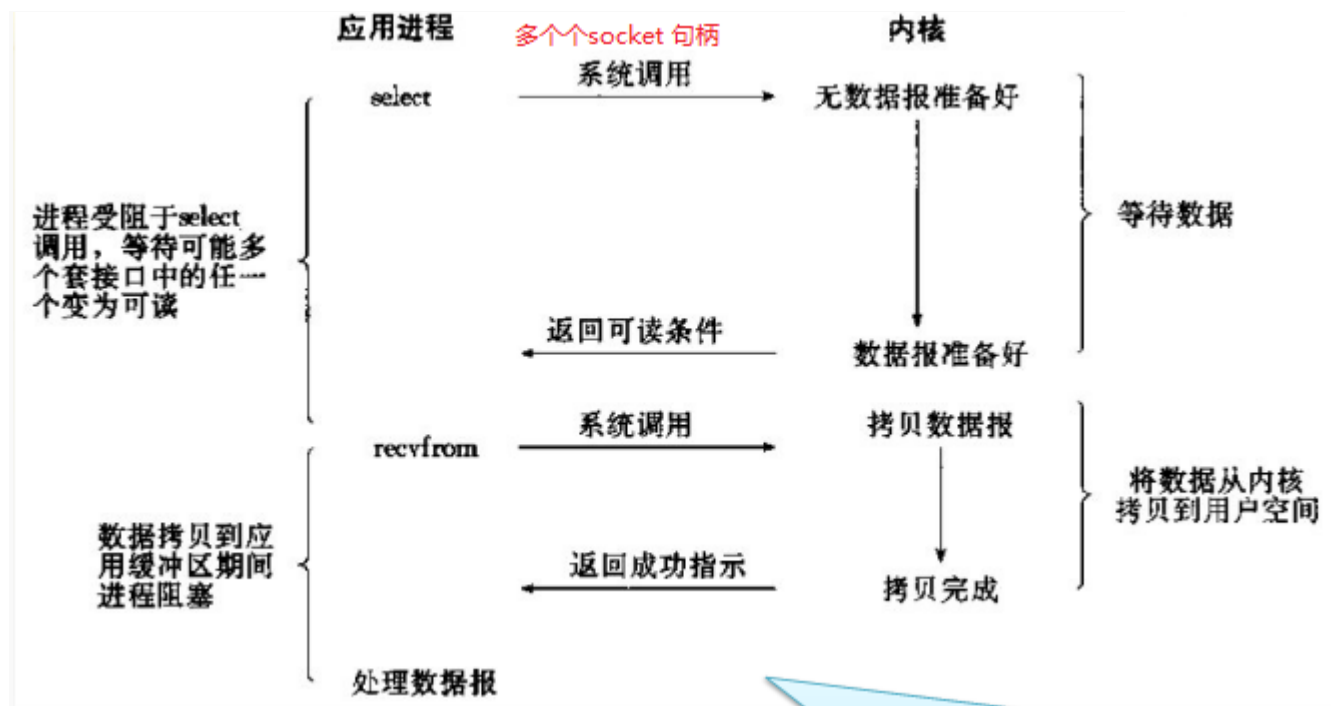 应用进程
多个个socket 句柄
内核
select
系统调用
无数据报准备好
进程受阻于select
调用，等待可能多
个套接口中的任一
个变为可读
等待数据
返回可读条件
数据报准备好
recvfrom
系统调用
拷贝数据报
将数据从内核
拷贝到用户空间
数据拷贝到应
用缓冲区期间
进程阻塞
返回成功指示
拷贝完成
处理数据报